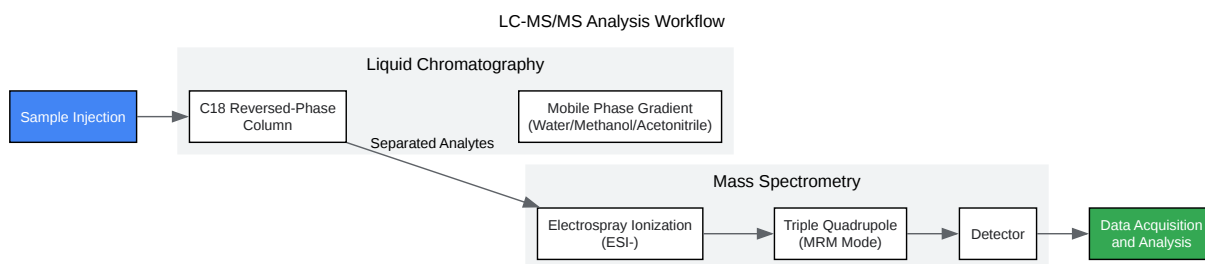 LC-MS/MS Analysis Workflow
Liquid Chromatography
Sample Injection
C18 Reversed-Phase
Column
Mobile Phase Gradient
(Water/Methanol/Acetonitrile)
Separated Analytes
Mass Spectrometry
Electrospray Ionization
(ESI-)
Triple Quadrupole
(MRM Mode)
Detector
Data Acquisition
and Analysis